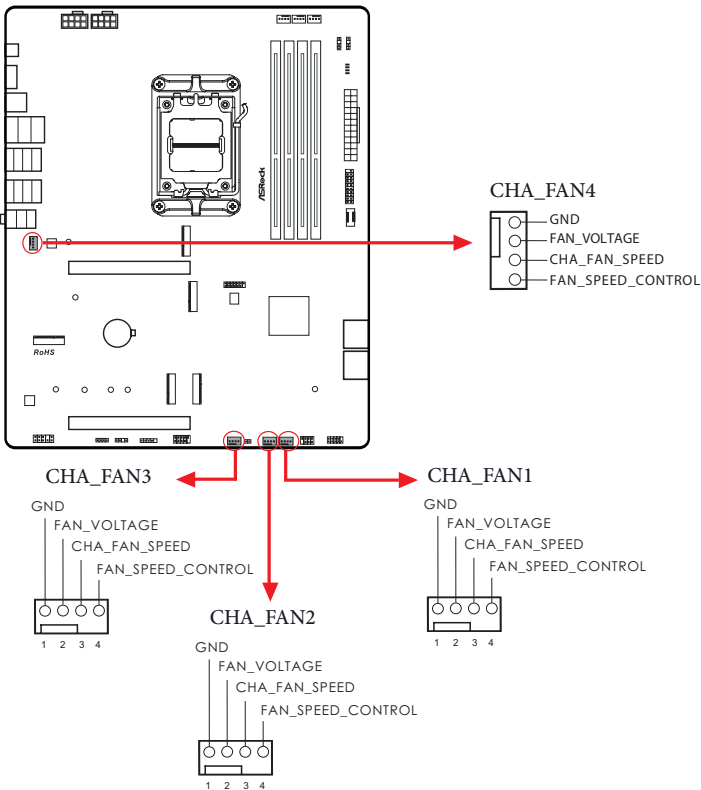 ASRock
CHA_FAN4
GND
FAN_VOLTAGE
CHA_FAN_SPEED
FAN_SPEED_CONTROL
RoHS
CHA_FAN3
GND
FAN_VOLTAGE
CHA_FAN_SPEED
FAN_SPEED_CONTROL
1 2 3 4
CHA_FAN1
GND
FAN_VOLTAGE
CHA_FAN_SPEED
FAN_SPEED_CONTROL
1 2 3 4
CHA_FAN2
GND
FAN_VOLTAGE
CHA_FAN_SPEED
FAN_SPEED_CONTROL
1 2 3 4